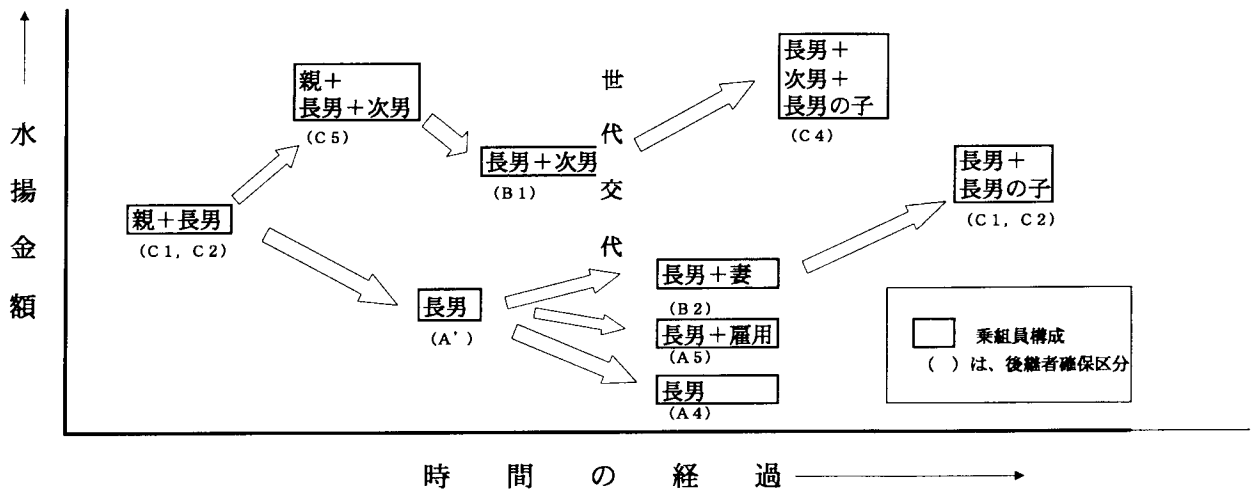 水揚金額
親+
長男+次男
(C5)
長男+次男
(B1)
親+長男
(C1, C2)
長男
(A')
世代交代
長男+
次男+
長男の子
(C4)
長男+
長男の子
(C1, C2)
長男+妻
(B2)
長男+雇用
(A5)
長男
(A4)
乗組員構成
( )は、後継者確保区分
時間の経過